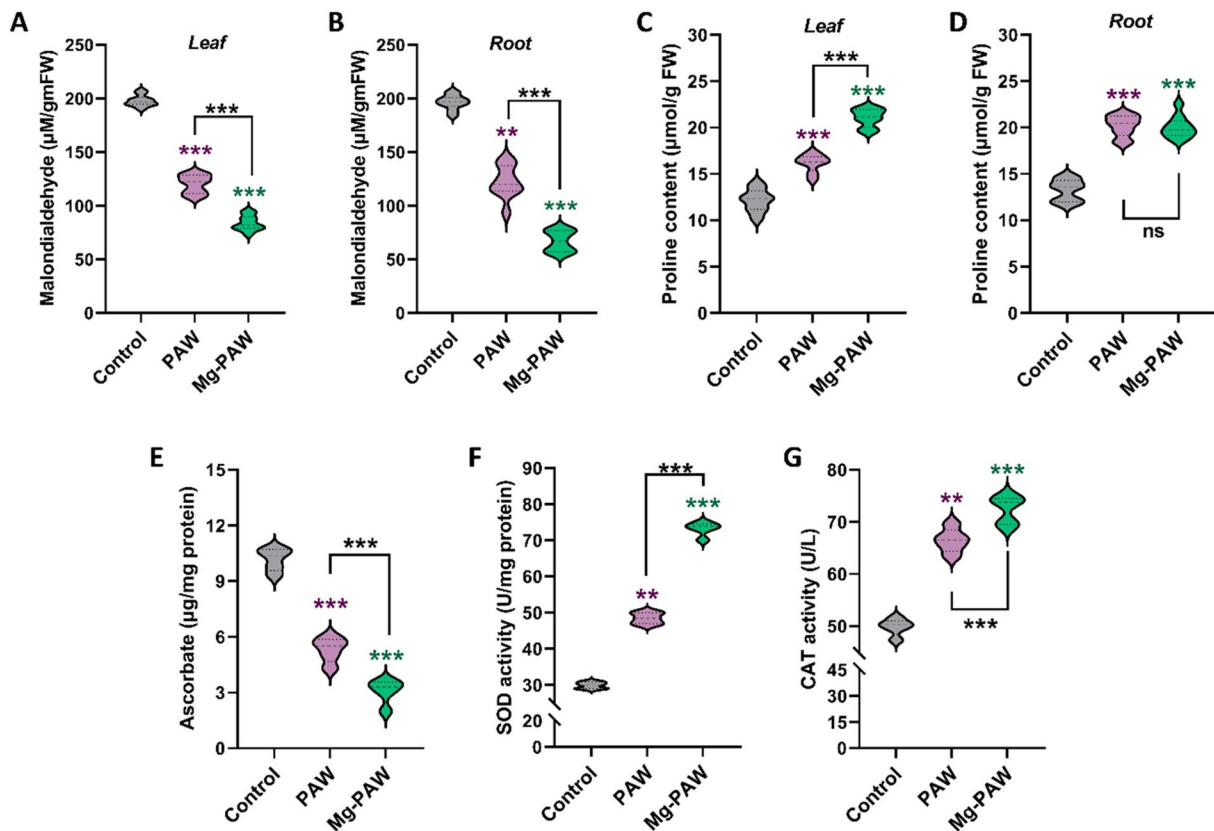 A
Leaf
Malondialdehyde (µM/gmFW)
250
200
150
100
50
0
***
***
***
Control
PAW
Mg-PAW
B
Root
Malondialdehyde (µM/gmFW)
250
200
150
100
50
0
***
**
***
Control
PAW
Mg-PAW
C
Leaf
Proline content (µmol/g FW)
30
25
20
15
10
5
0
***
***
***
Control
PAW
Mg-PAW
D
Root
Proline content (µmol/g FW)
30
25
20
15
10
5
0
***
***
ns
Control
PAW
Mg-PAW
E
Ascorbate (µg/mg protein)
15
12
9
6
3
0
***
***
***
Control
PAW
Mg-PAW
F
SOD activity (U/mg protein)
90
80
70
60
50
40
30
20
0
***
***
**
Control
PAW
Mg-PAW
G
CAT activity (U/L)
80
70
60
50
45
30
15
0
***
**
***
Control
PAW
Mg-PAW